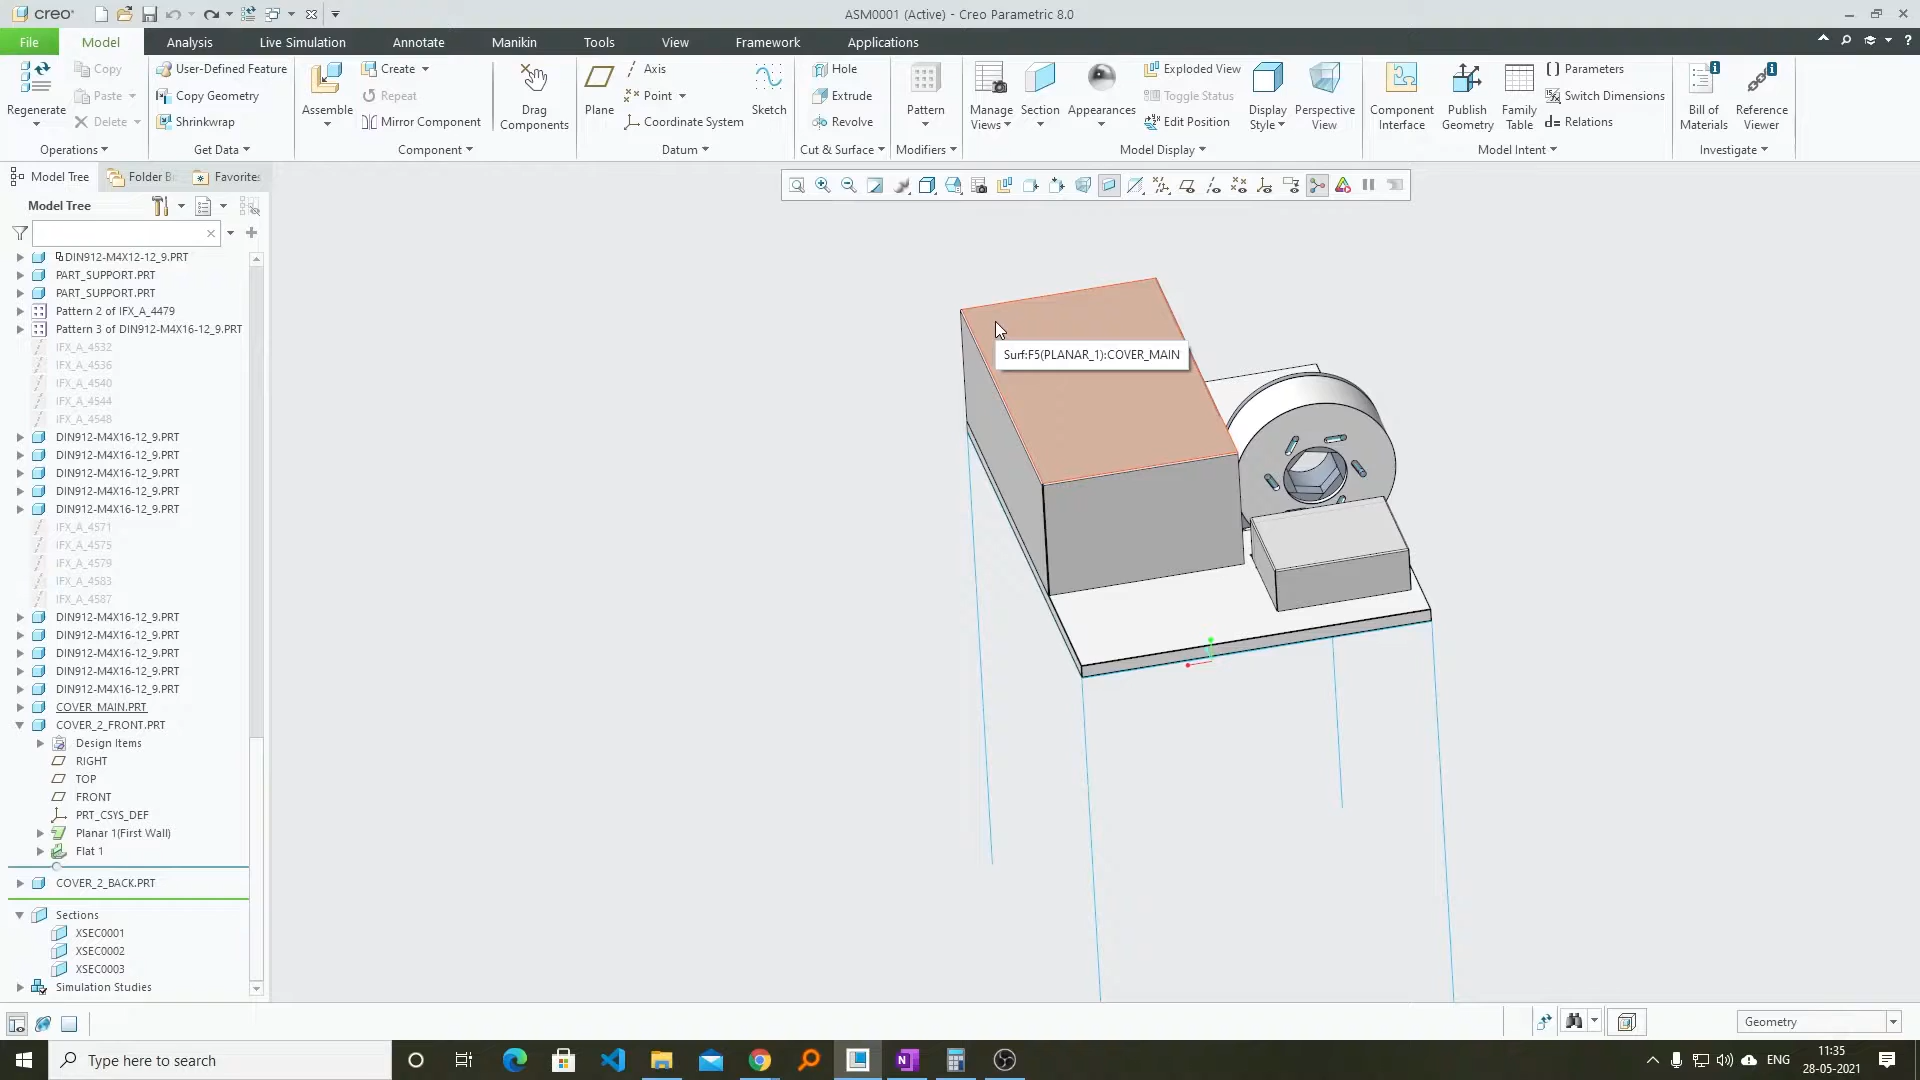 creo
ASM0001 (Active) - Creo Parametric 8.0
File
Model
Analysis
Live Simulation
Annotate
Manikin
Tools
View
Framework
Applications
Regenerate
Copy
Paste
Delete
Operations
User-Defined Feature
Copy Geometry
Shrinkwrap
Get Data
Assemble
Create
Repeat
Mirror Component
Drag
Components
Component
Plane
Axis
Point
Coordinate System
Sketch
Datum
Hole
Extrude
Revolve
Cut & Surface
Pattern
Modifiers
Manage
Views
Section
Appearances
Exploded View
Toggle Status
Edit Position
Display
Style
Perspective
View
Model Display
Component
Interface
Publish
Geometry
Family
Table
Parameters
Switch Dimensions
Relations
Model Intent
Bill of
Materials
Reference
Viewer
Investigate
Model Tree
Folder B
Favorites
Model Tree
DIN912-M4X12-12_9.PRT
PART_SUPPORT.PRT
PART_SUPPORT.PRT
Pattern 2 of IFX_A_4479
Pattern 3 of DIN912-M4X16-12_9.PRT
IFX_A_4532
IFX_A_4536
IFX_A_4540
IFX_A_4544
IFX_A_4548
DIN912-M4X16-12_9.PRT
DIN912-M4X16-12_9.PRT
DIN912-M4X16-12_9.PRT
DIN912-M4X16-12_9.PRT
DIN912-M4X16-12_9.PRT
IFX_A_4571
IFX_A_4575
IFX_A_4579
IFX_A_4583
IFX_A_4587
DIN912-M4X16-12_9.PRT
DIN912-M4X16-12_9.PRT
DIN912-M4X16-12_9.PRT
DIN912-M4X16-12_9.PRT
DIN912-M4X16-12_9.PRT
COVER_MAIN.PRT
COVER_2_FRONT.PRT
Design Items
RIGHT
TOP
FRONT
PRT_CSYS_DEF
Planar 1(First Wall)
Flat 1
COVER_2_BACK.PRT
Sections
XSEC0001
XSEC0002
XSEC0003
Simulation Studies
Surf:F5(PLANAR_1):COVER_MAIN
Geometry
Type here to search
ENG
11:35
28-05-2021